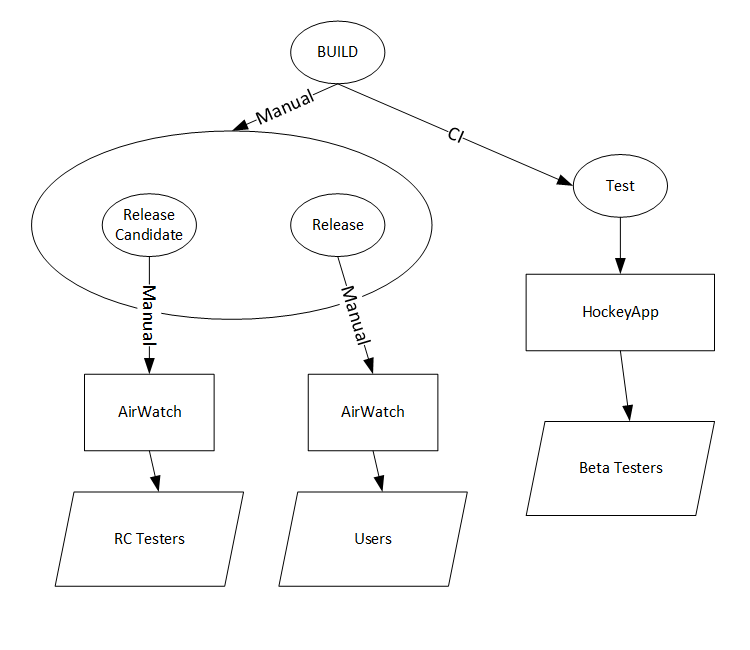 BUILD
Manual
CI
Test
Release
Candidate
Release
Manual
Manual
HockeyApp
AirWatch
AirWatch
Beta Testers
RC Testers
Users